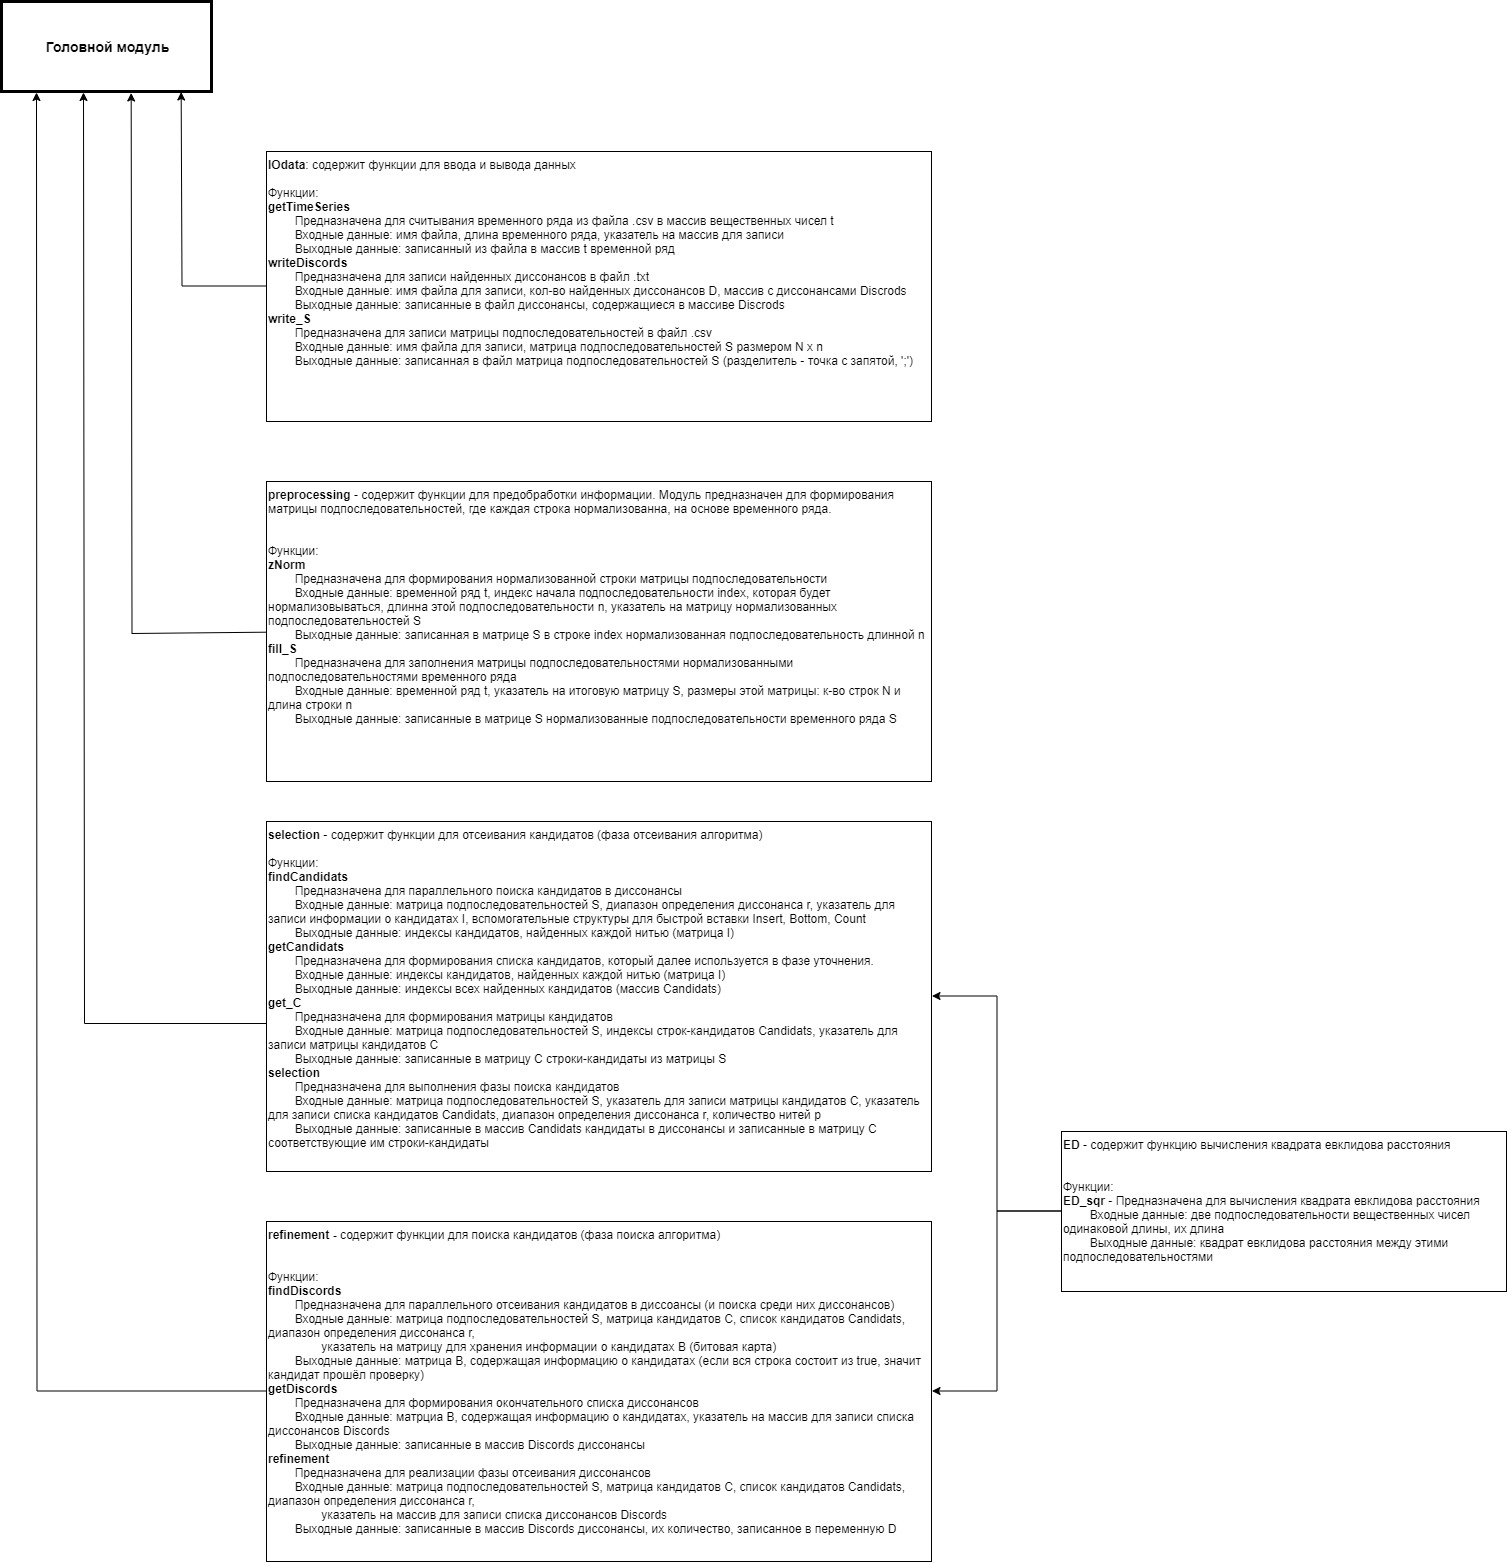 Головной модуль
IOdata: содержит функции для ввода и вывода данных
Функции:
getTimeSeries
Предназначена для считывания временного ряда из файла .csv в массив вещественных чисел t
Входные данные: имя файла, длина временного ряда, указатель на массив для записи
Выходные данные: записанный из файла в массив t временной ряд
writeDiscords
Предназначена для записи найденных диссонансов в файл .txt
Входные данные: имя файла для записи, кол-во найденных диссонансов D, массив с диссонансами Discrods
Выходные данные: записанные в файл диссонансы, содержащиеся в массиве Discrods
write_S
Предназначена для записи матрицы подпоследовательностей в файл .csv
Входные данные: имя файла для записи, матрица подпоследовательностей S размером N x n
Выходные данные: записанная в файл матрица подпоследовательностей S (разделитель - точка с запятой, ';')
preprocessing - содержит функции для предобработки информации. Модуль предназначен для формирования
матрицы подпоследовательностей, где каждая строка нормализованна, на основе временного ряда.
Функции:
zNorm
Предназначена для формирования нормализованной строки матрицы подпоследовательности
Входные данные: временной ряд t, индекс начала подпоследовательности index, которая будет
нормализовываться, длинна этой подпоследовательности n, указатель на матрицу нормализованных
подпоследовательностей S
Выходные данные: записанная в матрице S в строке index нормализованная подпоследовательность длинной n
fill_S
Предназначена для заполнения матрицы подпоследовательностями нормализованными
подпоследовательностями временного ряда
Входные данные: временной ряд t, указатель на итоговую матрицу S, размеры этой матрицы: к-во строк N и
длина строки n
Выходные данные: записанные в матрице S нормализованные подпоследовательности временного ряда S
selection - содержит функции для отсеивания кандидатов (фаза отсеивания алгоритма)
Функции:
findCandidats
Предназначена для параллельного поиска кандидатов в диссонансы
Входные данные: матрица подпоследовательностей S, диапазон определения диссонанса r, указатель для
записи информации о кандидатах I, вспомогательные структуры для быстрой вставки Insert, Bottom, Count
Выходные данные: индексы кандидатов, найденных каждой нитью (матрица I)
getCandidats
Предназначена для формирования списка кандидатов, который далее используется в фазе уточнения.
Входные данные: индексы кандидатов, найденных каждой нитью (матрица I)
Выходные данные: индексы всех найденных кандидатов (массив Candidats)
get_C
Предназначена для формирования матрицы кандидатов
Входные данные: матрица подпоследовательностей S, индексы строк-кандидатов Candidats, указатель для
записи матрицы кандидатов C
Выходные данные: записанные в матрицу C строки-кандидаты из матрицы S
selection
Предназначена для выполнения фазы поиска кандидатов
Входные данные: матрица подпоследовательностей S, указатель для записи матрицы кандидатов C, указатель
для записи списка кандидатов Candidats, диапазон определения диссонанса r, количество нитей p
Выходные данные: записанные в массив Candidats кандидаты в диссонансы и записанные в матрицу C
соответствующие им строки-кандидаты
ED - содержит функцию вычисления квадрата евклидова расстояния
Функции:
ED_sqr - Предназначена для вычисления квадрата евклидова расстояния
Входные данные: две подпоследовательности вещественных чисел
одинаковой длины, их длина
Выходные данные: квадрат евклидова расстояния между этими
подпоследовательностями
refinement - содержит функции для поиска кандидатов (фаза поиска алгоритма)
Функции:
findDiscords
Предназначена для параллельного отсеивания кандидатов в диссоансы (и поиска среди них диссонансов)
Входные данные: матрица подпоследовательностей S, матрица кандидатов C, список кандидатов Candidats,
диапазон определения диссонанса r,
указатель на матрицу для хранения информации о кандидатах B (битовая карта)
Выходные данные: матрица B, содержащая информацию о кандидатах (если вся строка состоит из true, значит
кандидат прошёл проверку)
getDiscords
Предназначена для формирования окончательного списка диссонансов
Входные данные: матрциа B, содержащая информацию о кандидатах, указатель на массив для записи списка
диссонансов Discords
Выходные данные: записанные в массив Discords диссонансы
refinement
Предназначена для реализации фазы отсеивания диссонансов
Входные данные: матрица подпоследовательностей S, матрица кандидатов C, список кандидатов Candidats,
диапазон определения диссонанса r,
указатель на массив для записи списка диссонансов Discords
Выходные данные: записанные в массив Discords диссонансы, их количество, записанное в переменную D